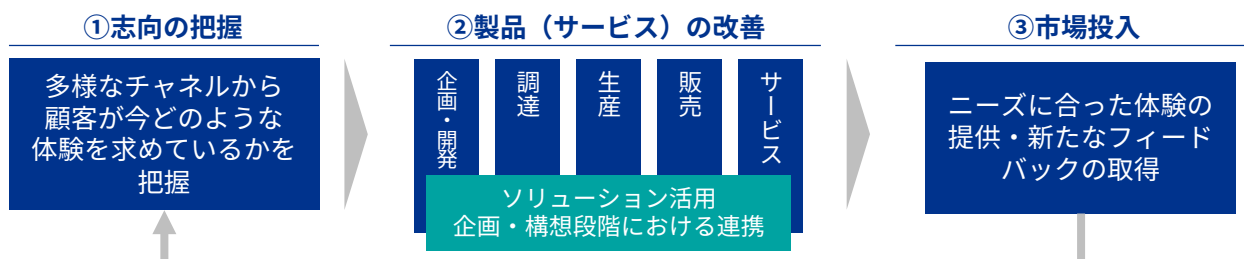 ①志向の把握
多様なチャネルから
顧客が今どのような
体験を求めているかを
把握
②製品（サービス）の改善
企画・開発
調達
生産
販売
サービス
ソリューション活用
企画・構想段階における連携
③市場投入
ニーズに合った体験の
提供・新たなフィード
バックの取得